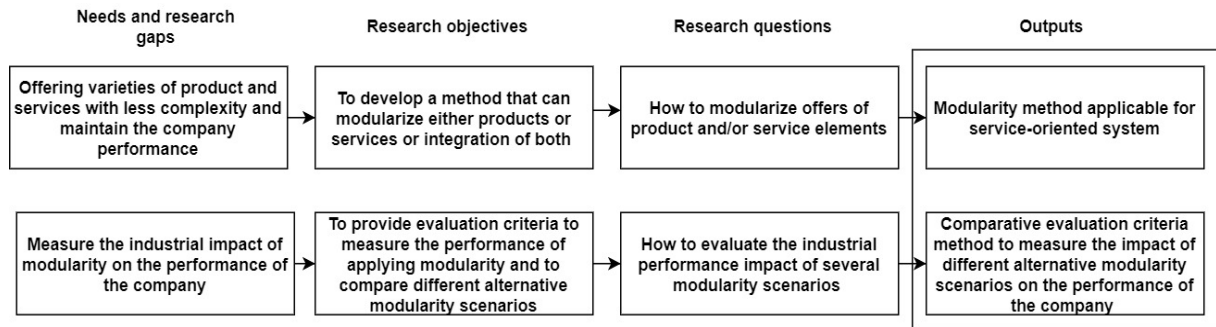 Needs and research
gaps
Research objectives
Research questions
Outputs
Offering varieties of product and
services with less complexity and
maintain the company
performance
To develop a method that can
modularize either products or
services or integration of both
How to modularize offers of
product and/or service elements
Modularity method applicable for
service-oriented system
Measure the industrial impact of
modularity on the performance of
the company
To provide evaluation criteria to
measure the performance of
applying modularity and to
compare different alternative
modularity scenarios
How to evaluate the industrial
performance impact of several
modularity scenarios
Comparative evaluation criteria
method to measure the impact of
different alternative modularity
scenarios on the performance of
the company